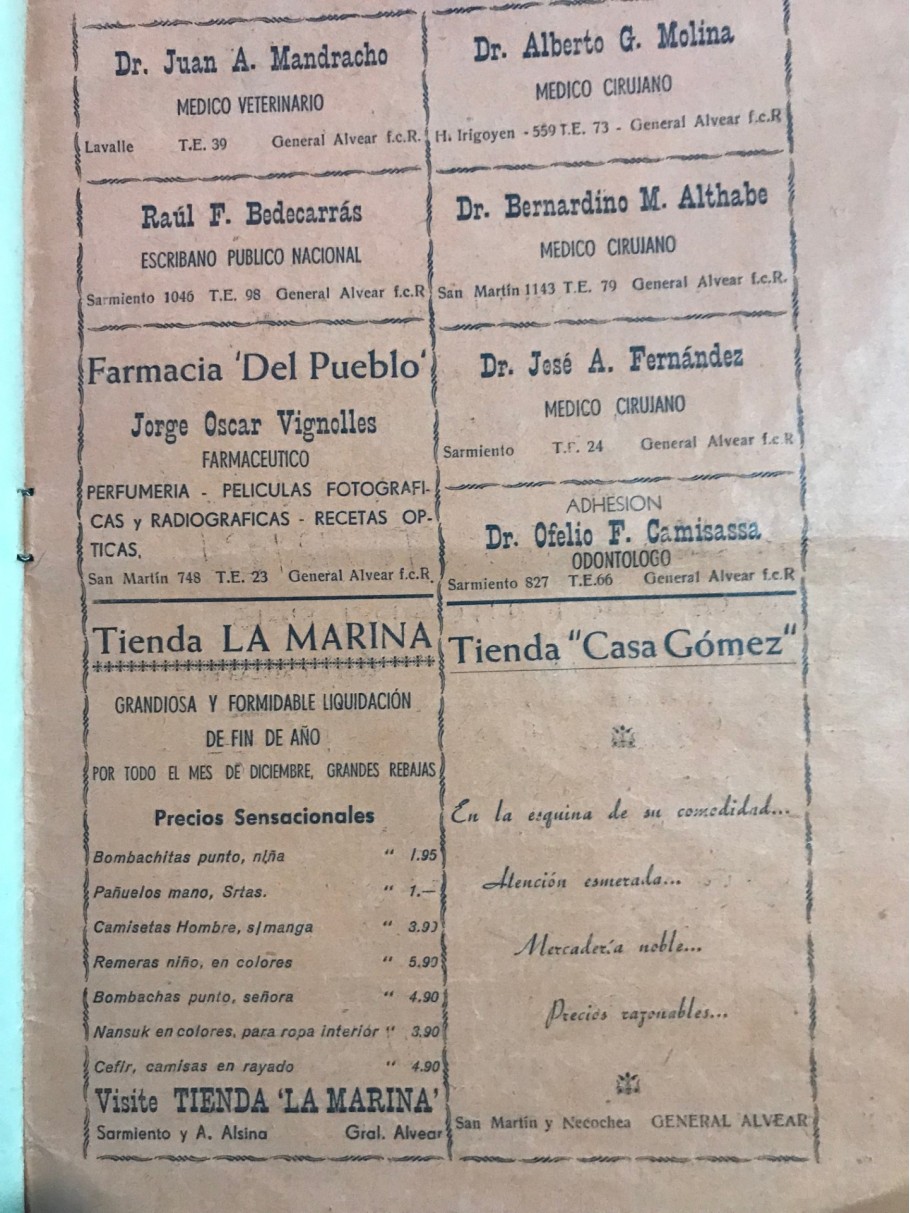 Dr. Juan A. Mandracho
MEDICO VETERINARIO
Lavalle T.E. 39 General Alvear f.c.R.
Raúl F. Bedecarrás
ESCRIBANO PUBLICO NACIONAL
Sarmiento 1046 T.E. 98 General Alvear f.c.R
Farmacia 'Del Pueblo'
Jorge Oscar Vignolles
FARMACEUTICO
PERFUMERIA - PELICULAS FOTOGRAFI-
CAS y RADIOGRAFICAS - RECETAS OP-
TICAS,
San Martín 748 T.E. 23 General Alvear f.c.R.
Tienda LA MARINA
GRANDIOSA Y FORMIDABLE LIQUIDACIÓN
DE FIN DE AÑO
POR TODO EL MES DE DICIEMBRE, GRANDES REBAJAS
Precios Sensacionales
Bombachitas punto, niña " 1.95
Pañuelos mano, Srtas. " 1.—
Camisetas Hombre, s/manga " 3.90
Remeras niño, en colores " 5.90
Bombachas punto, señora " 4.90
Nansuk en colores, para ropa interior " 3.90
Cefir, camisas en rayado " 4.90
Visite TIENDA 'LA MARINA'
Sarmiento y A. Alsina Gral. Alvear
Dr. Alberto G. Molina
MEDICO CIRUJANO
H. Irigoyen - 559 T.E. 73 - General Alvear f.c.R
Dr. Bernardino M. Althabe
MEDICO CIRUJANO
San Martín 1143 T.E. 79 General Alvear f.c.R.
Dr. José A. Fernández
MEDICO CIRUJANO
Sarmiento T.E. 24 General Alvear f.c.R
ADHESION
Dr. Ofelio F. Camisassa
ODONTOLOGO
Sarmiento 827 T.E.66 General Alvear f.c.R
Tienda "Casa Gómez"
En la esquina de su comodidad...
Atención esmerada...
Mercadería noble...
Precios razonables...
San Martín y Necochea GENERAL ALVEAR